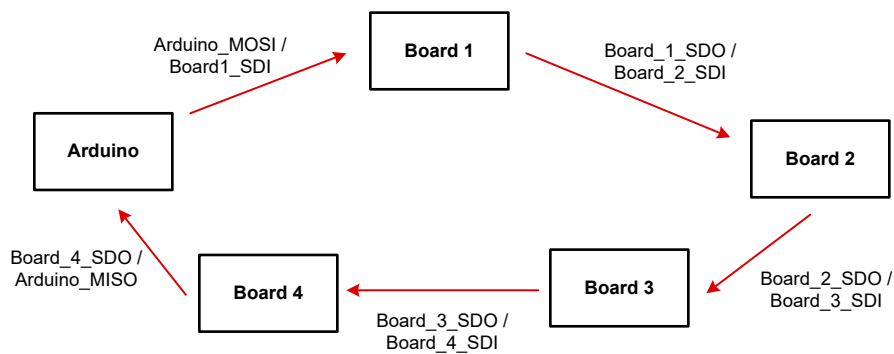 Arduino_MOSI /
Board1_SDI
Board 1
Board_1_SDO /
Board_2_SDI
Arduino
Board 2
Board_4_SDO /
Arduino_MISO
Board 4
Board_3_SDO /
Board_4_SDI
Board 3
Board_2_SDO /
Board_3_SDI